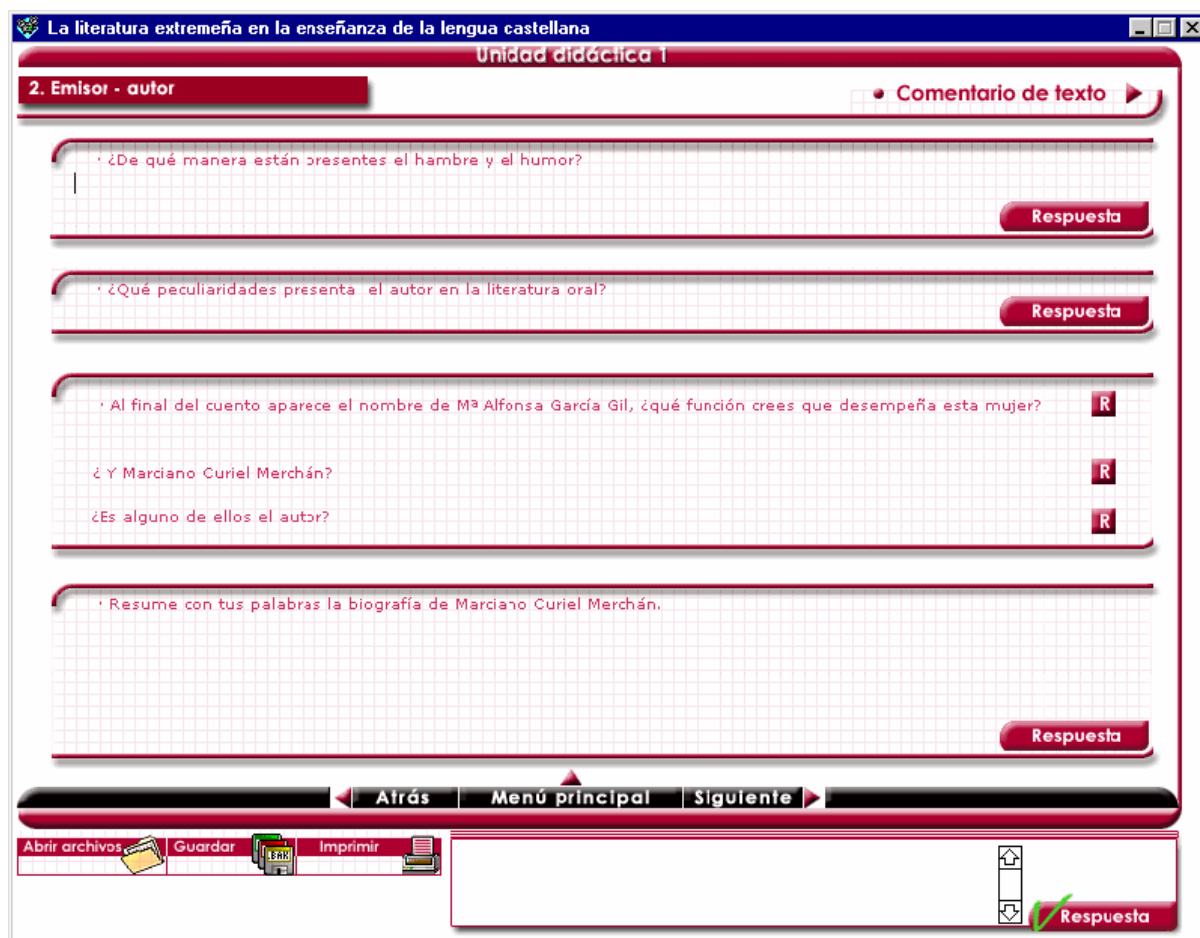 La literatura extremeña en la enseñanza de la lengua castellana
Unidad didáctica 1
2. Emisor - autor
• Comentario de texto
· ¿De qué manera están presentes el hambre y el humor?
Respuesta
· ¿Qué peculiaridades presenta el autor en la literatura oral?
Respuesta
· Al final del cuento aparece el nombre de Mª Alfonsa García Gil, ¿qué función crees que desempeña esta mujer?
R
¿ Y Marciano Curiel Merchán?
R
¿Es alguno de ellos el autor?
R
· Resume con tus palabras la biografía de Marciano Curiel Merchán.
Respuesta
Atrás Menú principal Siguiente
Abrir archivos Guardar .BAK Imprimir
Respuesta